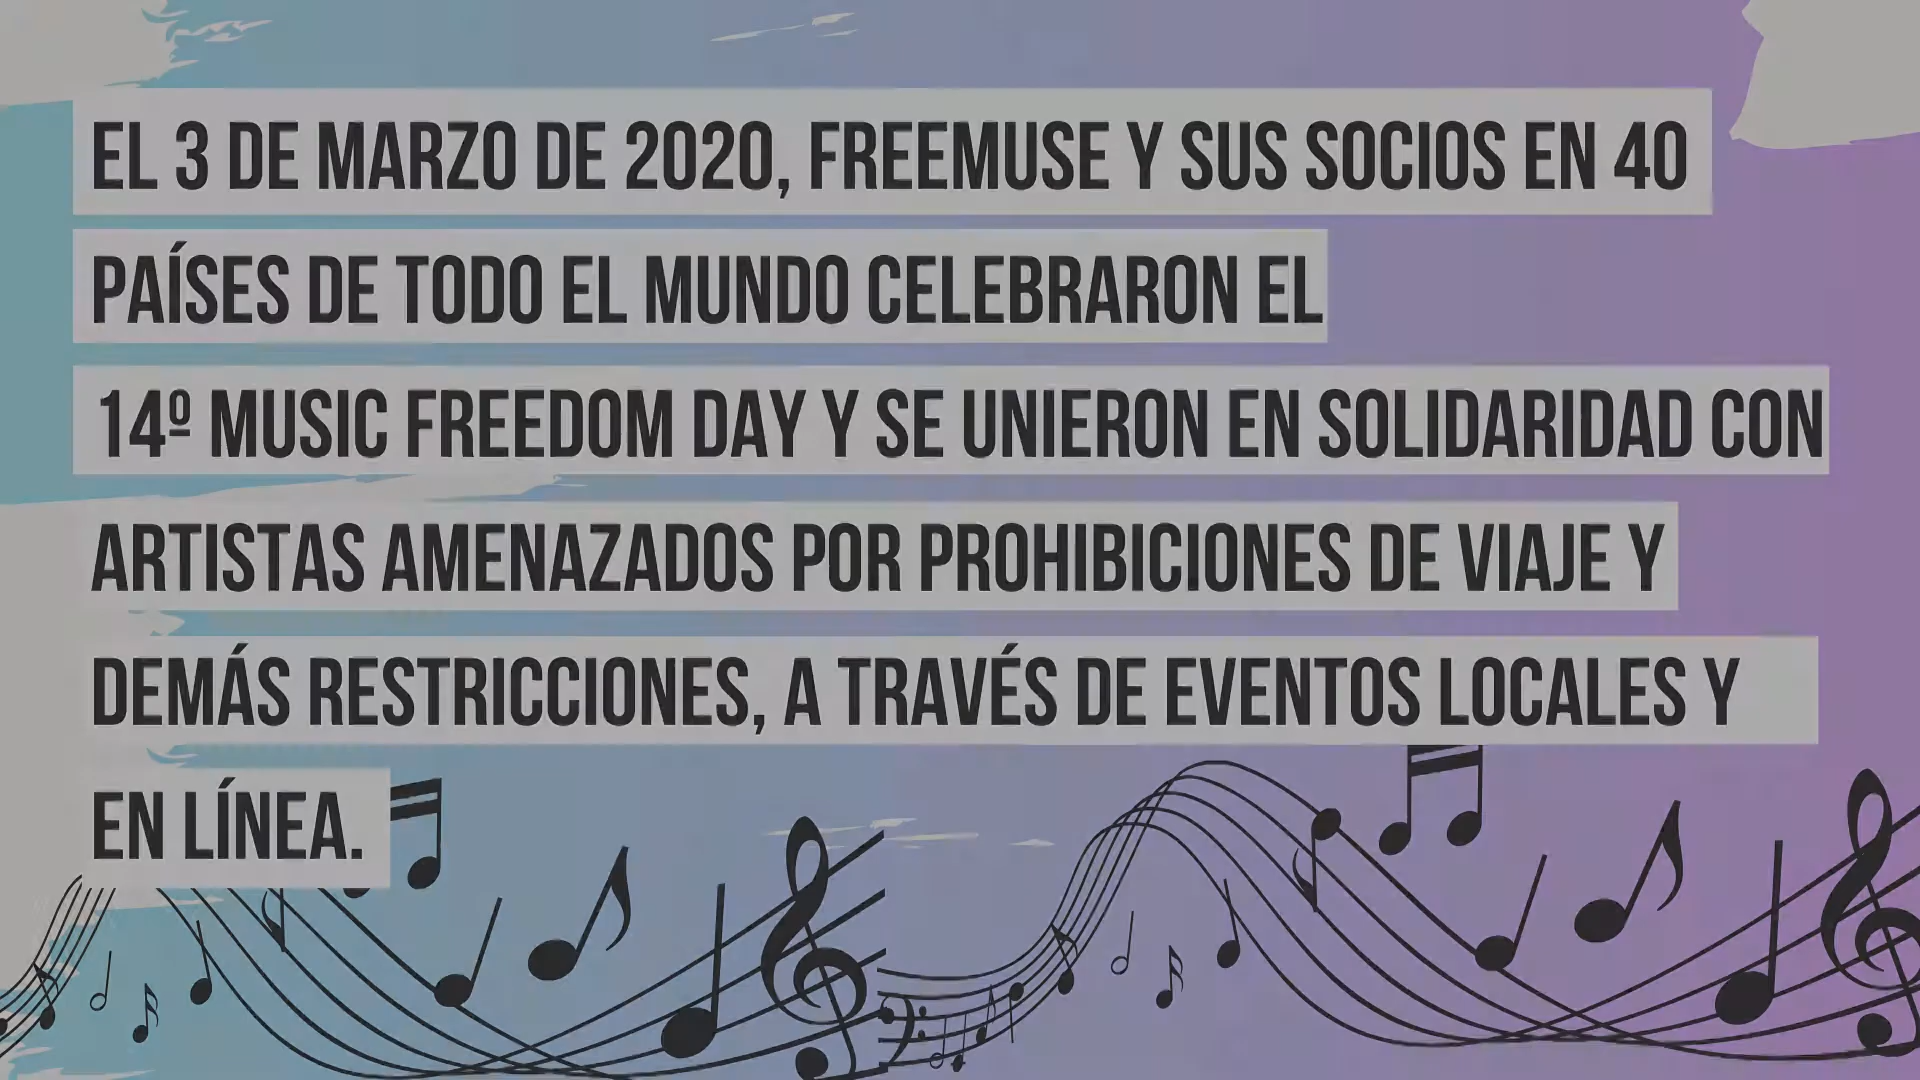 EL 3 DE MARZO DE 2020, FREEMUSE Y SUS SOCIOS EN 40
PAÍSES DE TODO EL MUNDO CELEBRARON EL
14º MUSIC FREEDOM DAY Y SE UNIERON EN SOLIDARIDAD CON
ARTISTAS AMENAZADOS POR PROHIBICIONES DE VIAJE Y
DEMÁS RESTRICCIONES, A TRAVÉS DE EVENTOS LOCALES Y
EN LÍNEA.